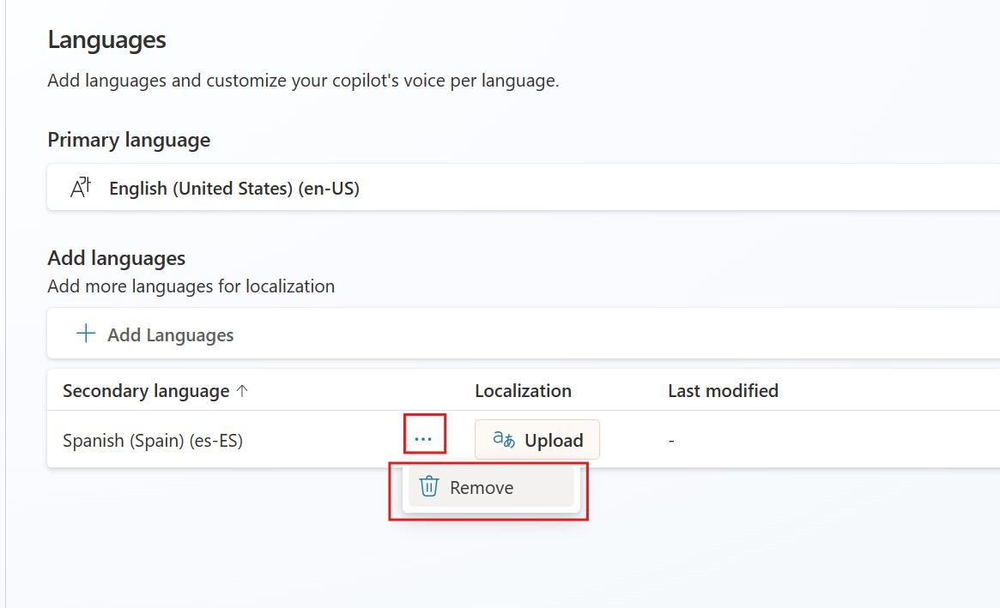 Languages
Add languages and customize your copilot's voice per language.
Primary language
English (United States) (en-US)
Add languages
Add more languages for localization
Add Languages
Secondary language ↑ Localization Last modified
Spanish (Spain) (es-ES) ... Upload -
Remove